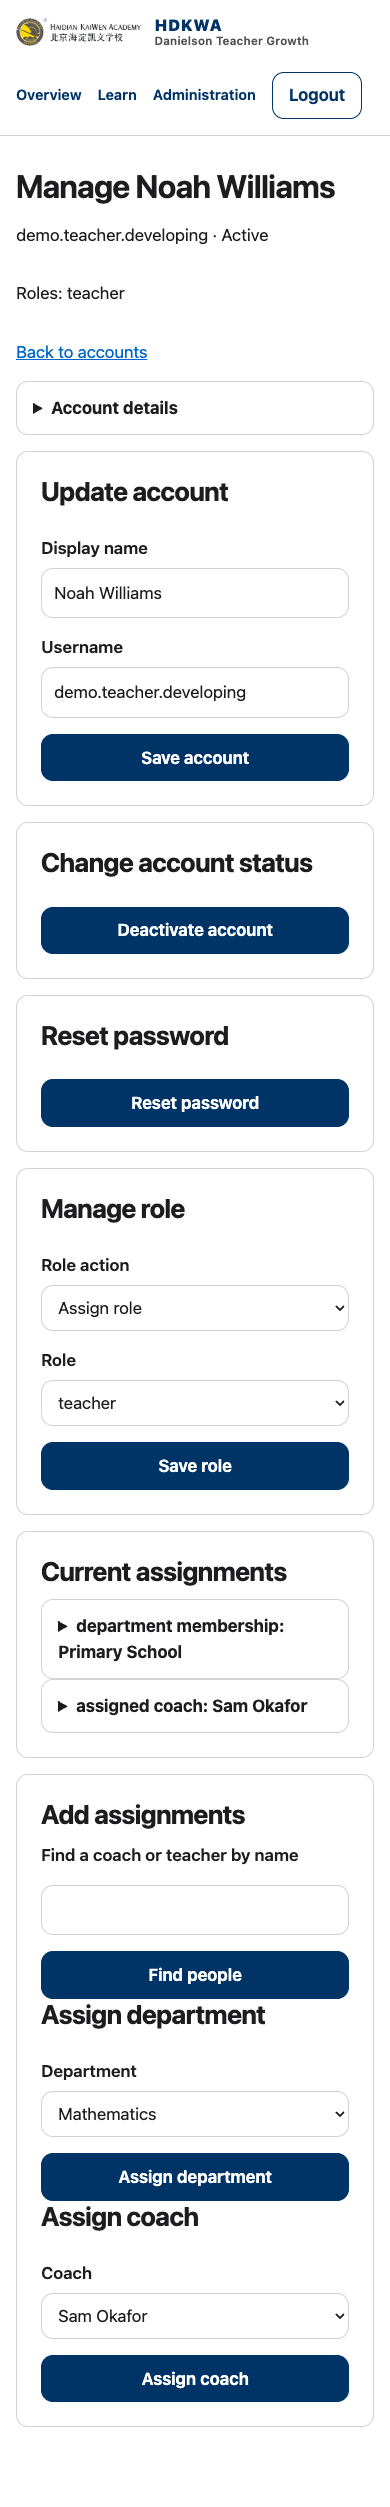 HAIDIAN KAIWEN ACADEMY
北京海淀凯文学校
HDKWA
Danielson Teacher Growth
Overview
Learn
Administration
Logout
Manage Noah Williams
demo.teacher.developing · Active
Roles: teacher
Back to accounts
Account details
Update account
Display name
Noah Williams
Username
demo.teacher.developing
Save account
Change account status
Deactivate account
Reset password
Reset password
Manage role
Role action
Assign role
Role
teacher
Save role
Current assignments
department membership:
Primary School
assigned coach: Sam Okafor
Add assignments
Find a coach or teacher by name
Find people
Assign department
Department
Mathematics
Assign department
Assign coach
Coach
Sam Okafor
Assign coach